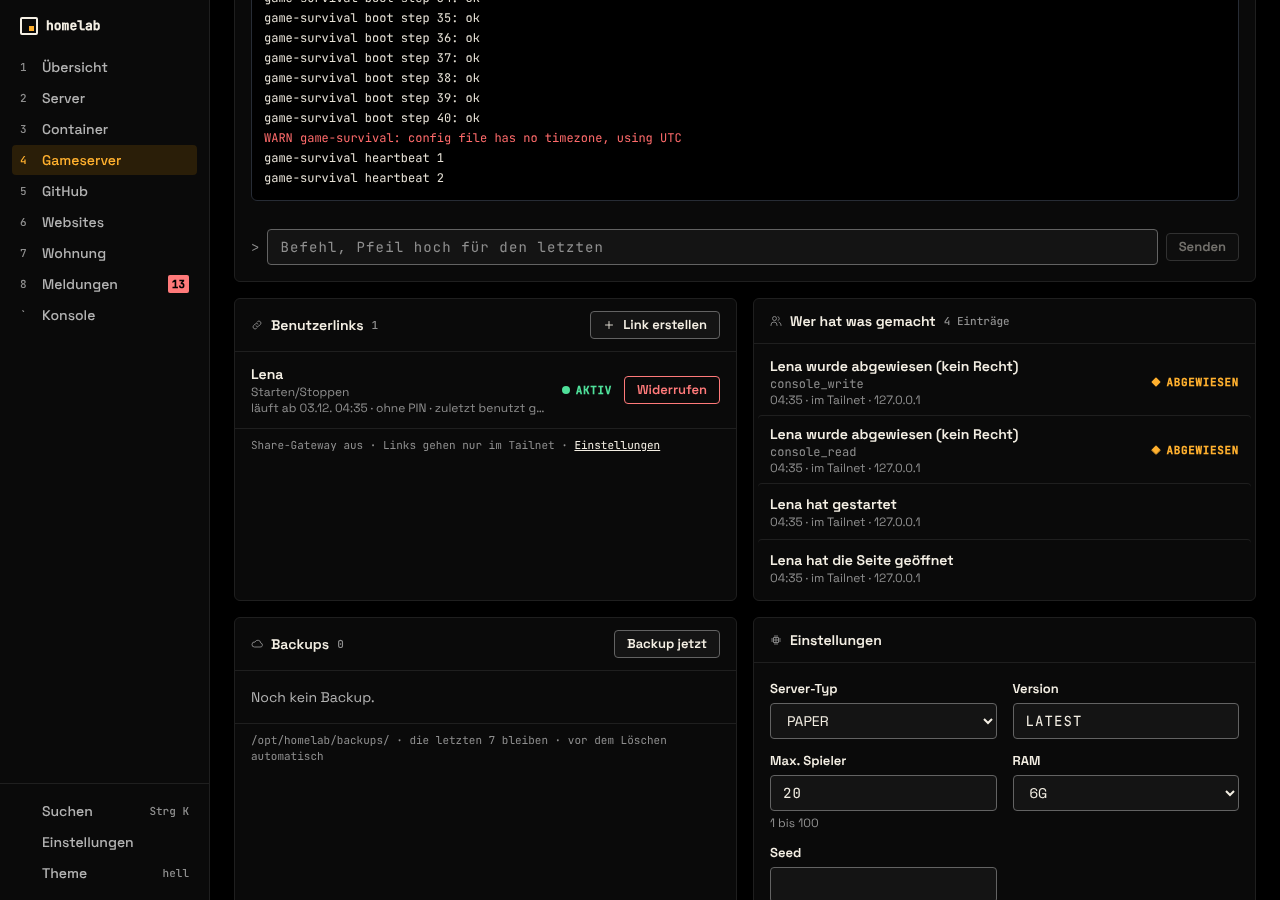 homelab
1 Übersicht
2 Server
3 Container
4 Gameserver
5 GitHub
6 Websites
7 Wohnung
8 Meldungen 13
` Konsole
Suchen Strg K
Einstellungen
Theme hell
game-survival boot step 35: ok
game-survival boot step 36: ok
game-survival boot step 37: ok
game-survival boot step 38: ok
game-survival boot step 39: ok
game-survival boot step 40: ok
WARN game-survival: config file has no timezone, using UTC
game-survival heartbeat 1
game-survival heartbeat 2
> Befehl, Pfeil hoch für den letzten Senden
Benutzerlinks 1 + Link erstellen
Lena
Starten/Stoppen
läuft ab 03.12. 04:35 · ohne PIN · zuletzt benutzt g…
AKTIV Widerrufen
Share-Gateway aus · Links gehen nur im Tailnet · Einstellungen
Wer hat was gemacht 4 Einträge
Lena wurde abgewiesen (kein Recht)
console_write
04:35 · im Tailnet · 127.0.0.1
ABGEWIESEN
Lena wurde abgewiesen (kein Recht)
console_read
04:35 · im Tailnet · 127.0.0.1
ABGEWIESEN
Lena hat gestartet
04:35 · im Tailnet · 127.0.0.1
Lena hat die Seite geöffnet
04:35 · im Tailnet · 127.0.0.1
Backups 0 Backup jetzt
Noch kein Backup.
/opt/homelab/backups/ · die letzten 7 bleiben · vor dem Löschen
automatisch
Einstellungen
Server-Typ Version
PAPER LATEST
Max. Spieler RAM
20 6G
1 bis 100
Seed